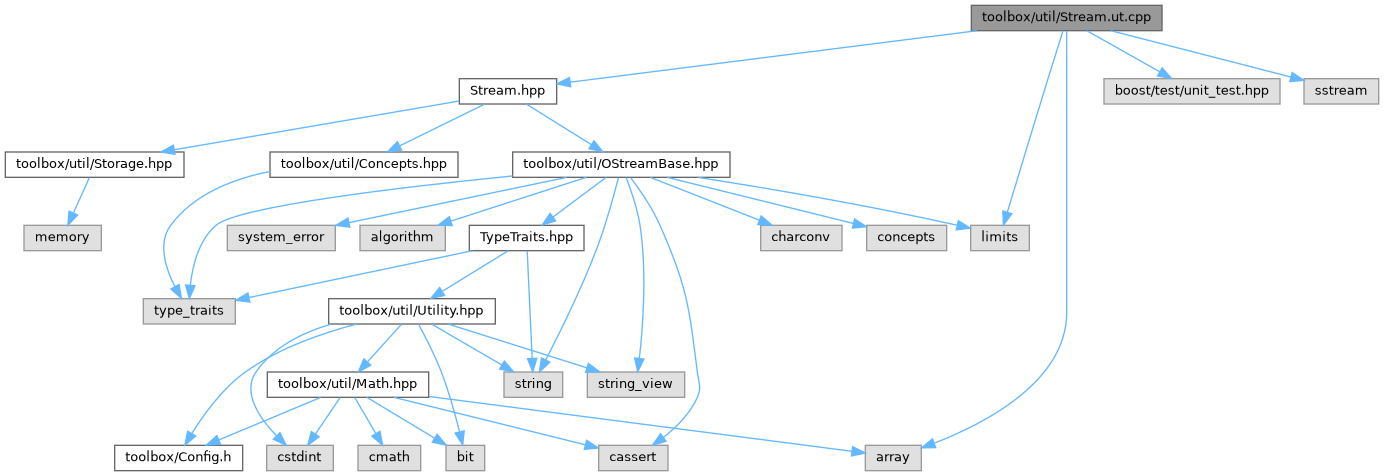 toolbox/util/Stream.ut.cpp
Stream.hpp
boost/test/unit_test.hpp
sstream
toolbox/util/Storage.hpp
toolbox/util/Concepts.hpp
toolbox/util/OStreamBase.hpp
memory
system_error
algorithm
TypeTraits.hpp
charconv
concepts
limits
type_traits
toolbox/util/Utility.hpp
toolbox/util/Math.hpp
string
string_view
toolbox/Config.h
cstdint
cmath
bit
cassert
array